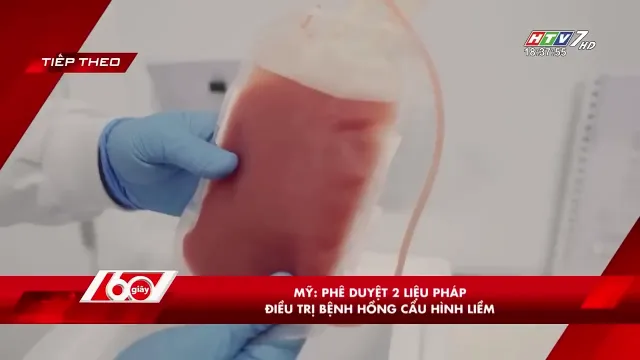 TIẾP THEO
HTV7 HD
18:37:55
60 giây
MỸ: PHÊ DUYỆT 2 LIỆU PHÁP
ĐIỀU TRỊ BỆNH HỒNG CẦU HÌNH LIỀM